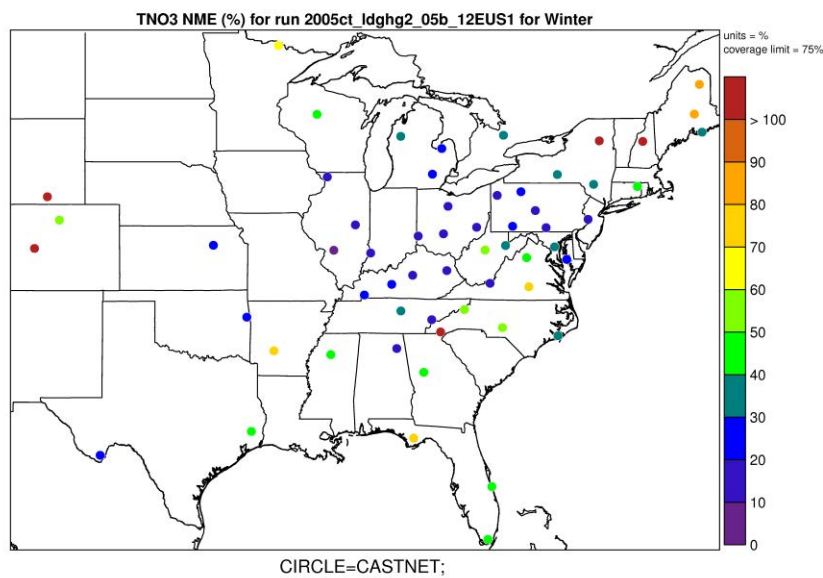 TNO3 NME (%) for run 2005ct_ldghg2_05b_12EUS1 for Winter
units = %
coverage limit = 75%
> 100
90
80
70
60
50
40
30
20
10
0
CIRCLE=CASTNET;